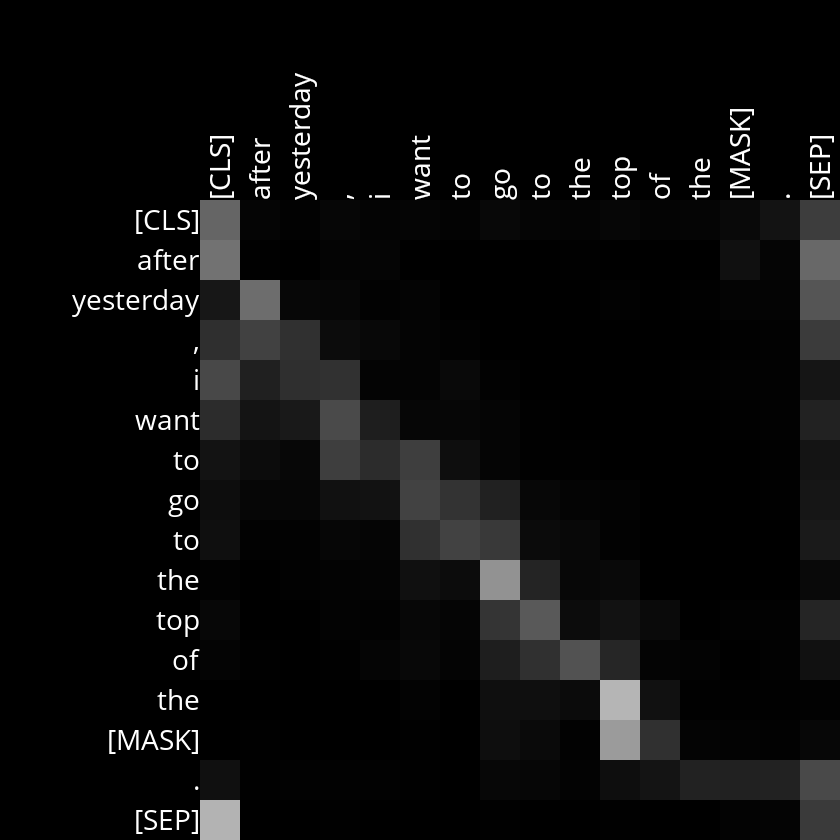 [CLS] after yesterday , i want to go to the top of the [MASK] . [SEP]
[CLS]
after
yesterday
,
i
want
to
go
to
the
top
of
the
[MASK]
.
[SEP]